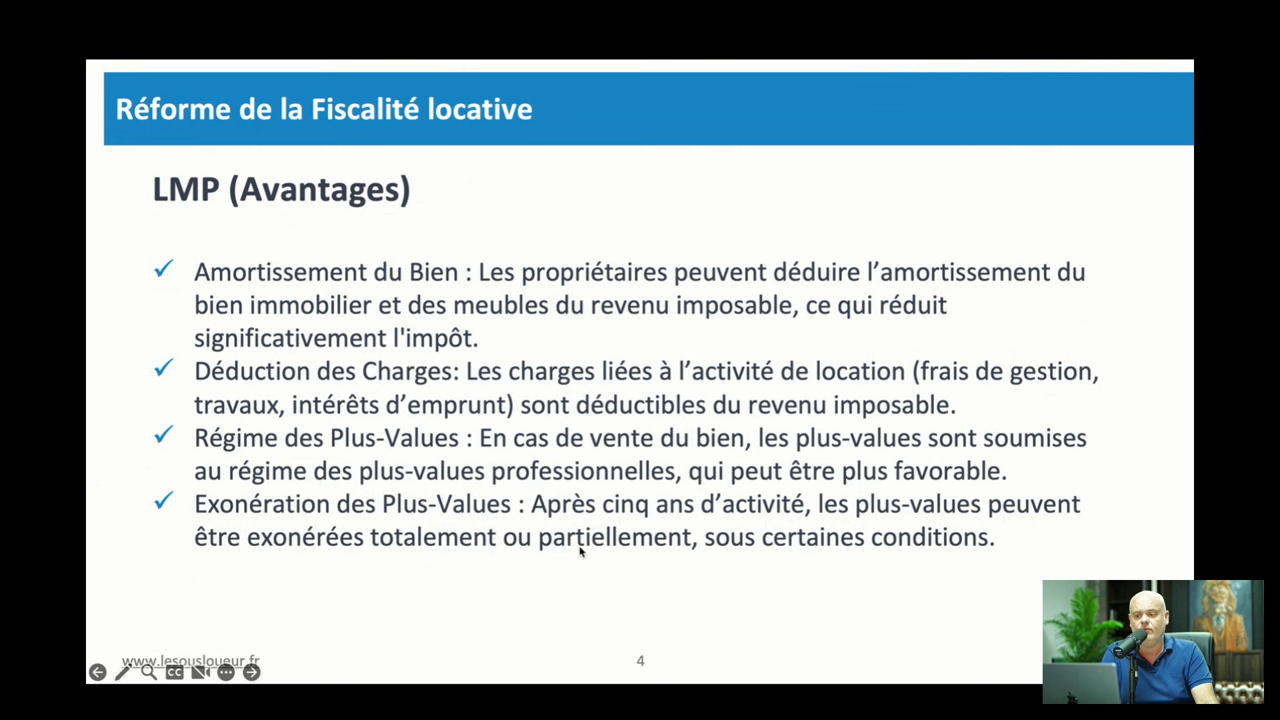 Réforme de la Fiscalité locative
LMP (Avantages)
✓ Amortissement du Bien : Les propriétaires peuvent déduire l’amortissement du
bien immobilier et des meubles du revenu imposable, ce qui réduit
significativement l'impôt.
✓ Déduction des Charges: Les charges liées à l’activité de location (frais de gestion,
travaux, intérêts d’emprunt) sont déductibles du revenu imposable.
✓ Régime des Plus-Values : En cas de vente du bien, les plus-values sont soumises
au régime des plus-values professionnelles, qui peut être plus favorable.
✓ Exonération des Plus-Values : Après cinq ans d’activité, les plus-values peuvent
être exonérées totalement ou partiellement, sous certaines conditions.
www.lesousloueur.fr
4
CC